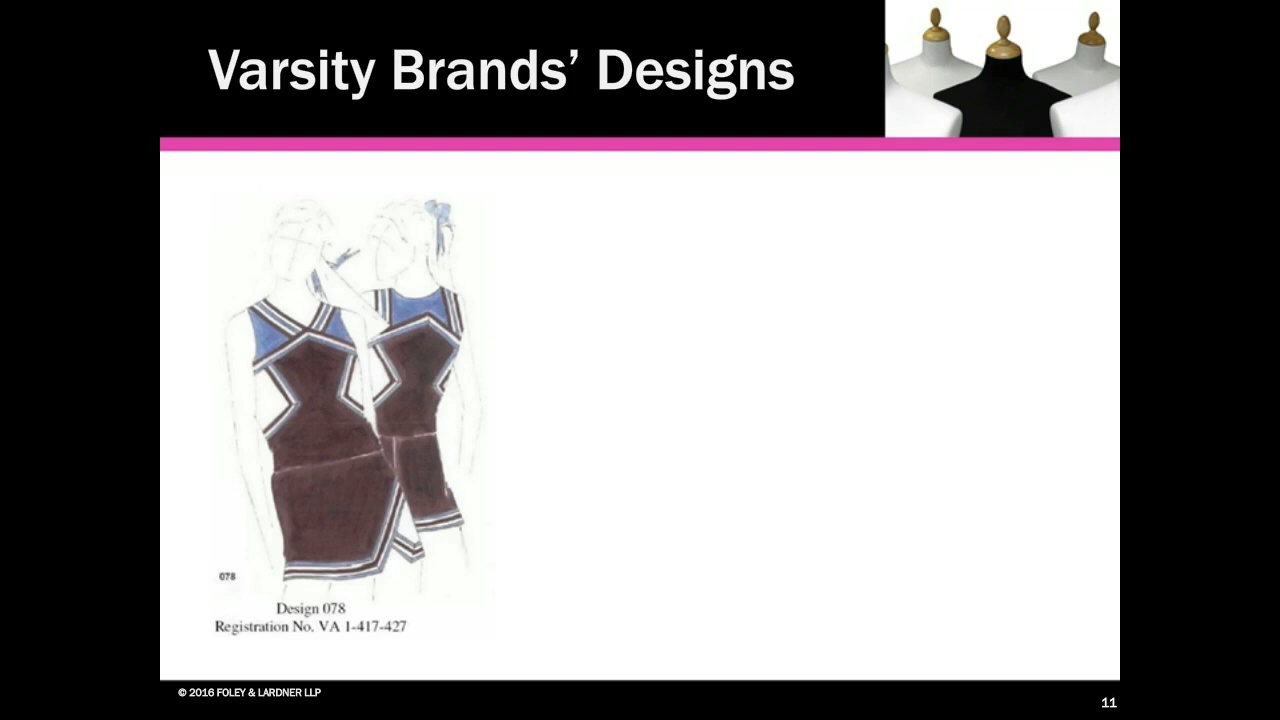 Varsity Brands’ Designs
078
Design 078
Registration No. VA 1-417-427
© 2016 FOLEY & LARDNER LLP
11